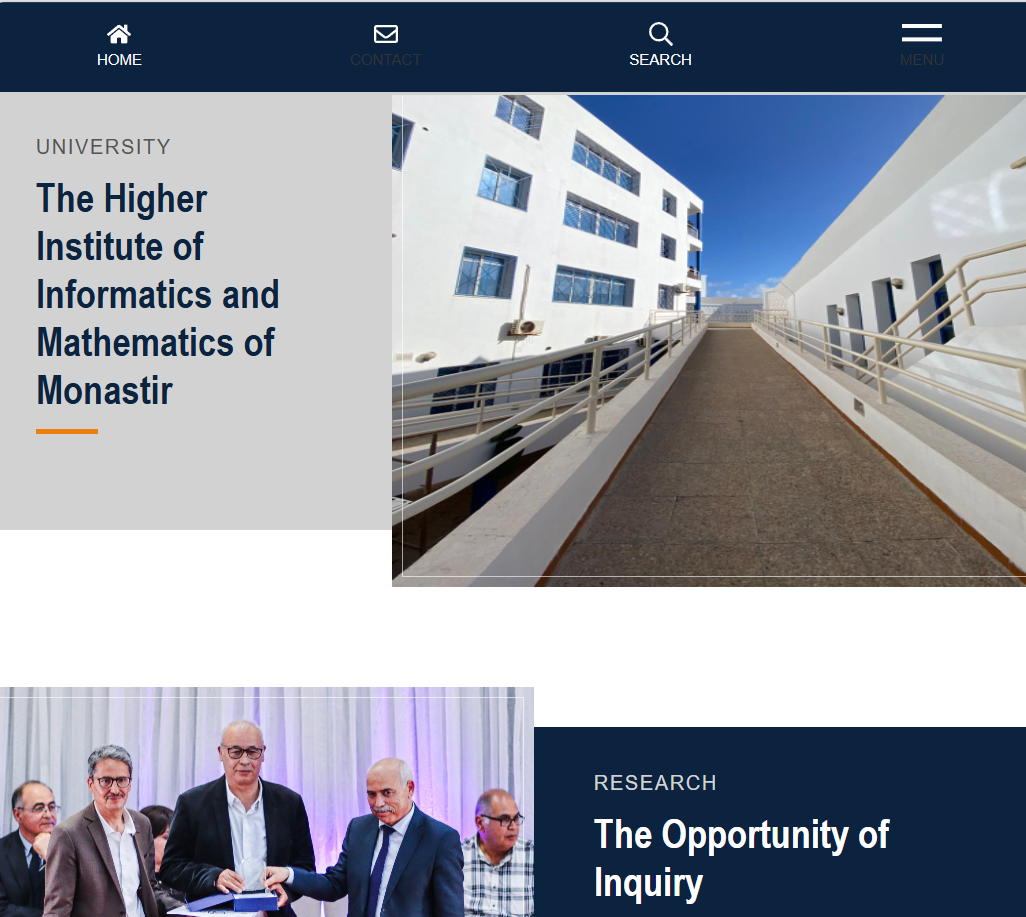 HOME
CONTACT
SEARCH
MENU
UNIVERSITY
The Higher
Institute of
Informatics and
Mathematics of
Monastir
RESEARCH
The Opportunity of
Inquiry